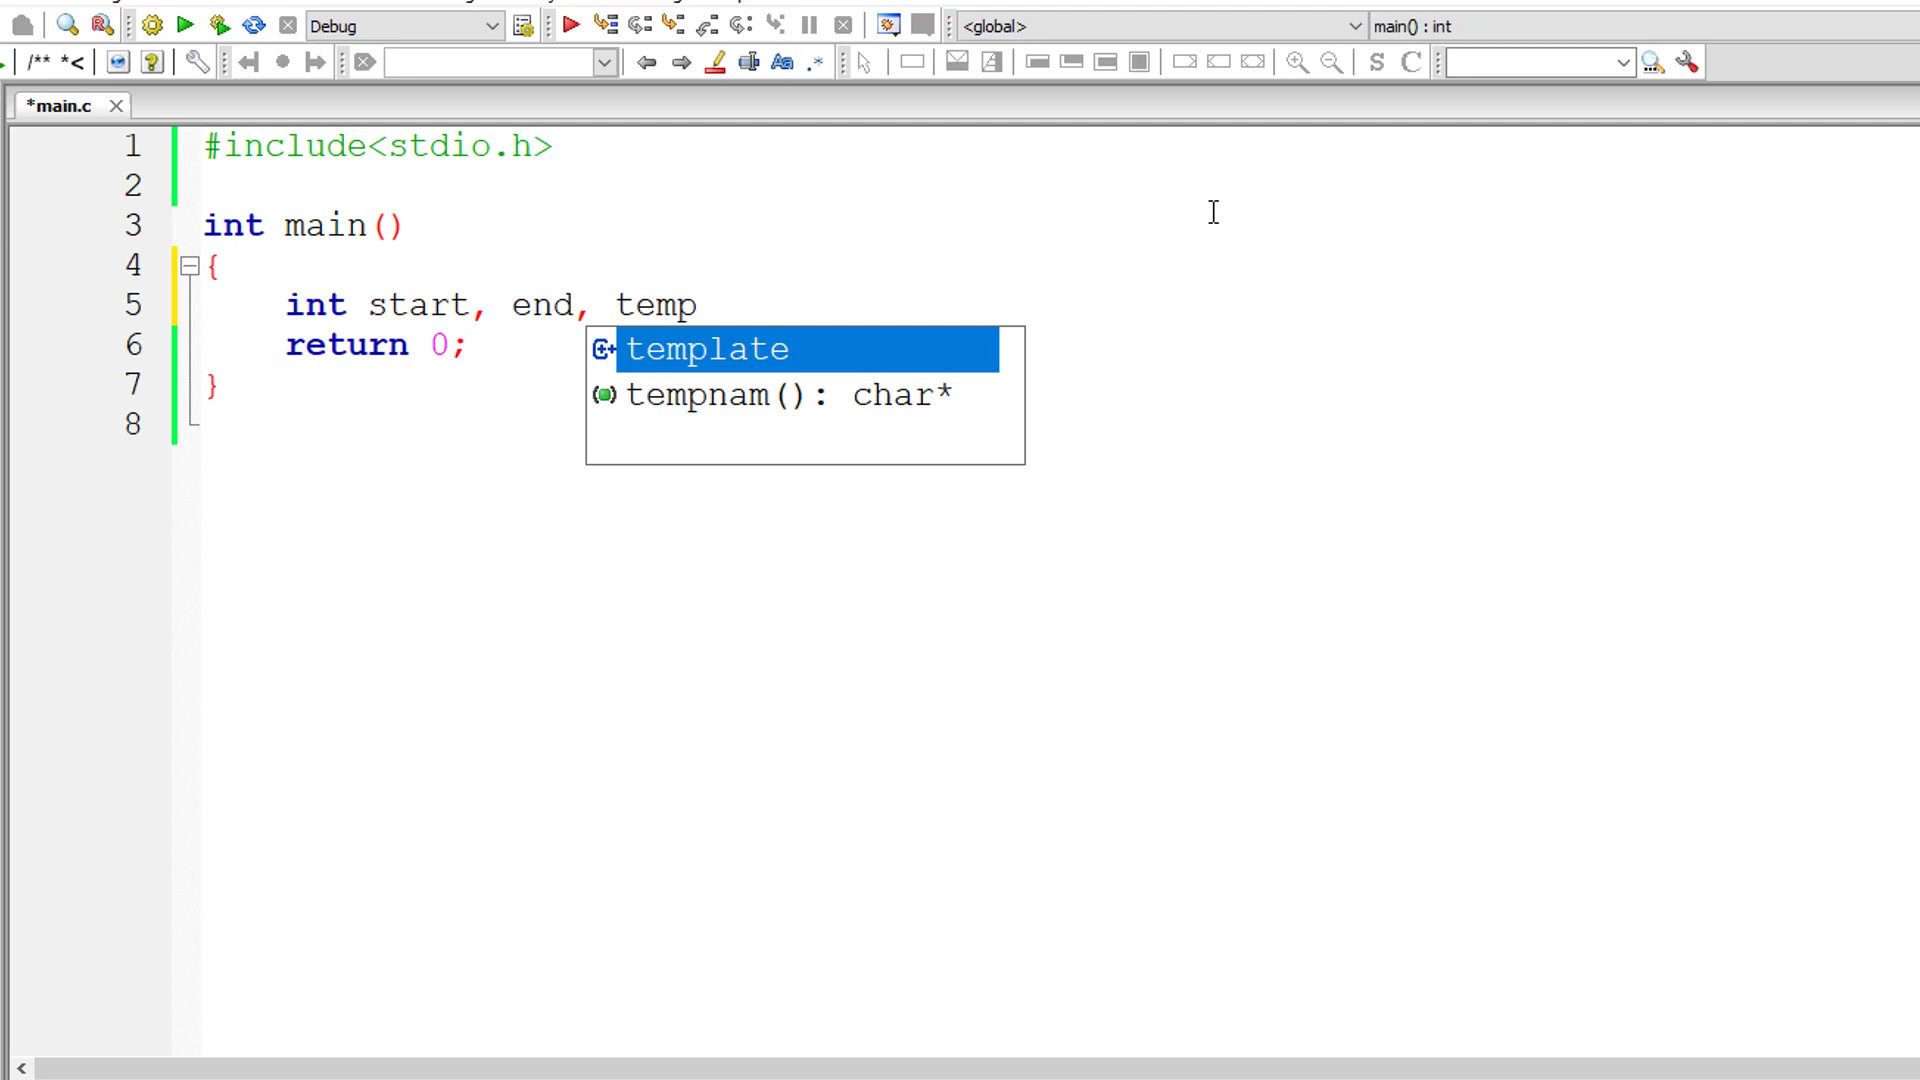 Debug
<global>
main() : int
/** *<
Aa
.*
S
C
*main.c
1 #include<stdio.h>
2
3 int main()
4 {
5 int start, end, temp
6 return 0;
7 }
8
template
tempnam(): char*